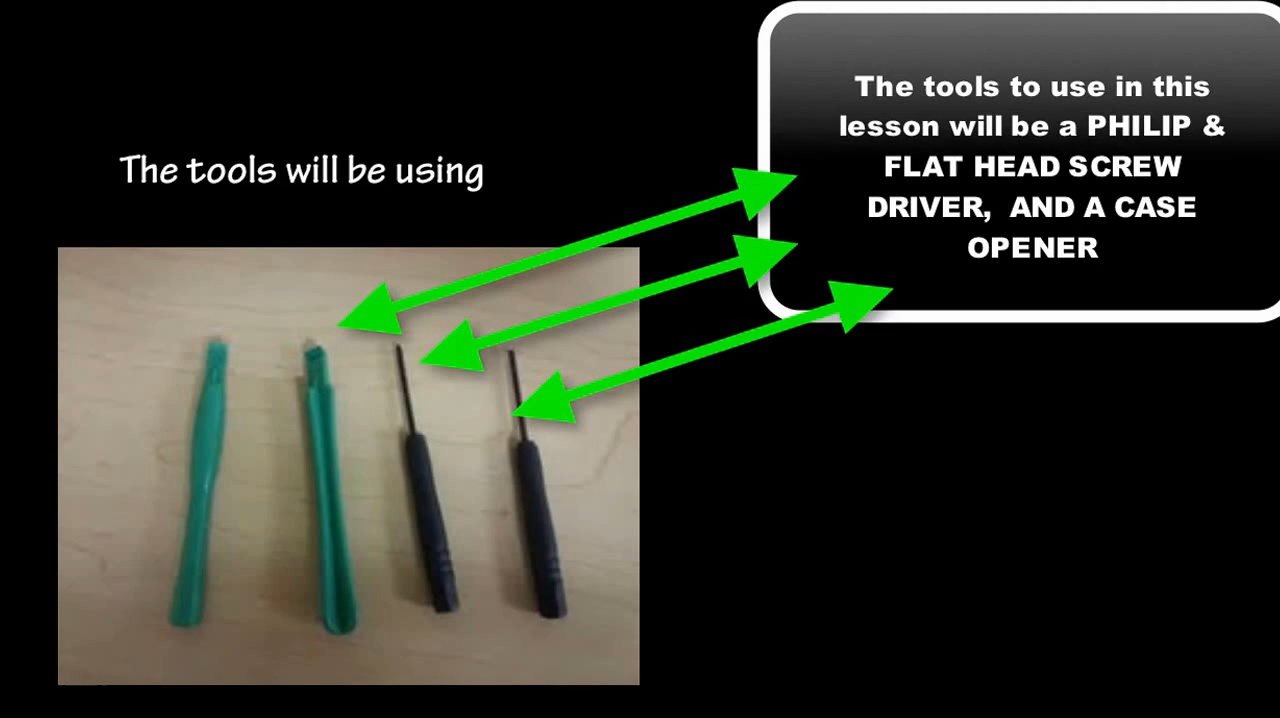 The tools will be using
The tools to use in this
lesson will be a PHILIP &
FLAT HEAD SCREW
DRIVER, AND A CASE
OPENER